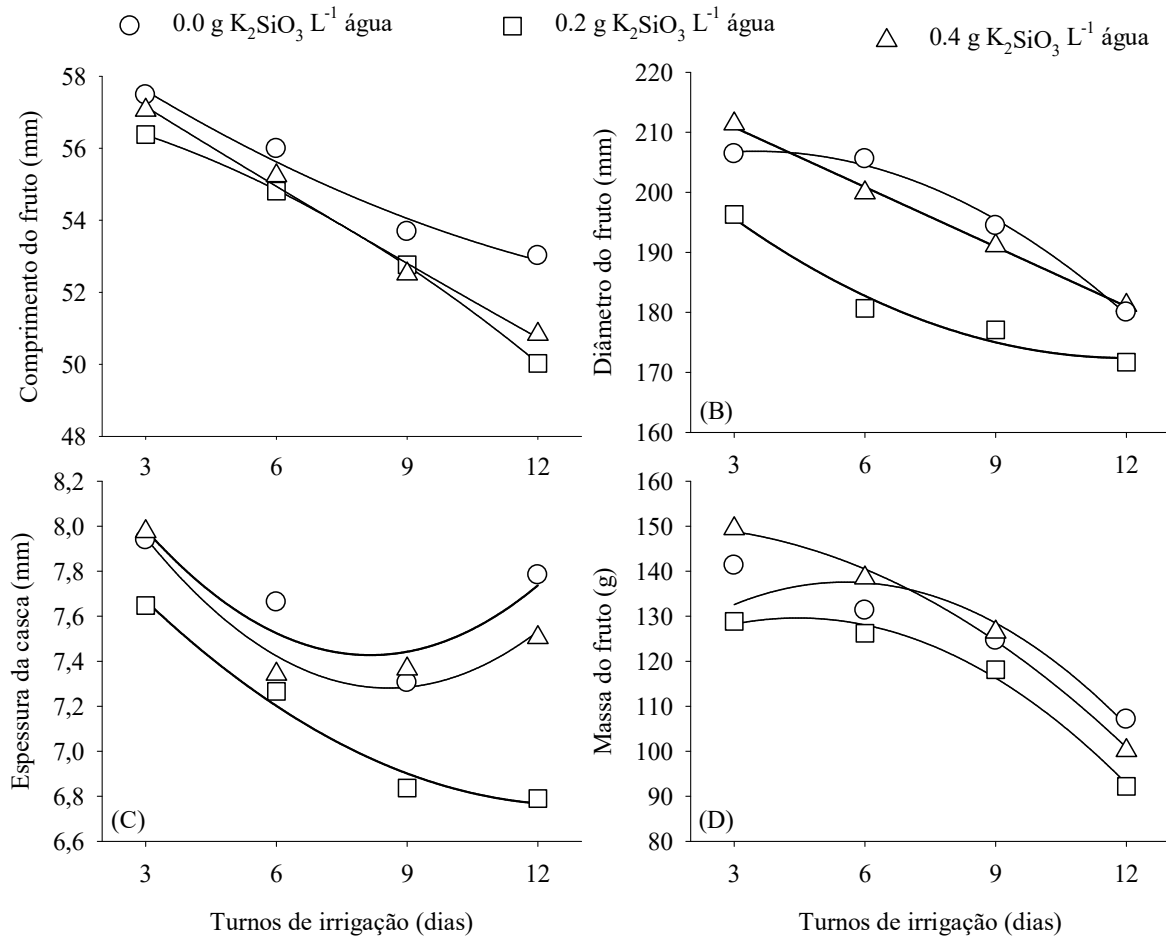 0.0 g K₂SiO₃ L⁻¹ água
0.2 g K₂SiO₃ L⁻¹ água
0.4 g K₂SiO₃ L⁻¹ água
Comprimento do fruto (mm)
58
56
54
52
50
48
3 6 9 12
Diâmetro do fruto (mm)
220
210
200
190
180
170
160
(B)
3 6 9 12
Espessura da casca (mm)
8,2
8,0
7,8
7,6
7,4
7,2
7,0
6,8
6,6
(C)
3 6 9 12
Turnos de irrigação (dias)
Massa do fruto (g)
160
150
140
130
120
110
100
90
80
(D)
3 6 9 12
Turnos de irrigação (dias)